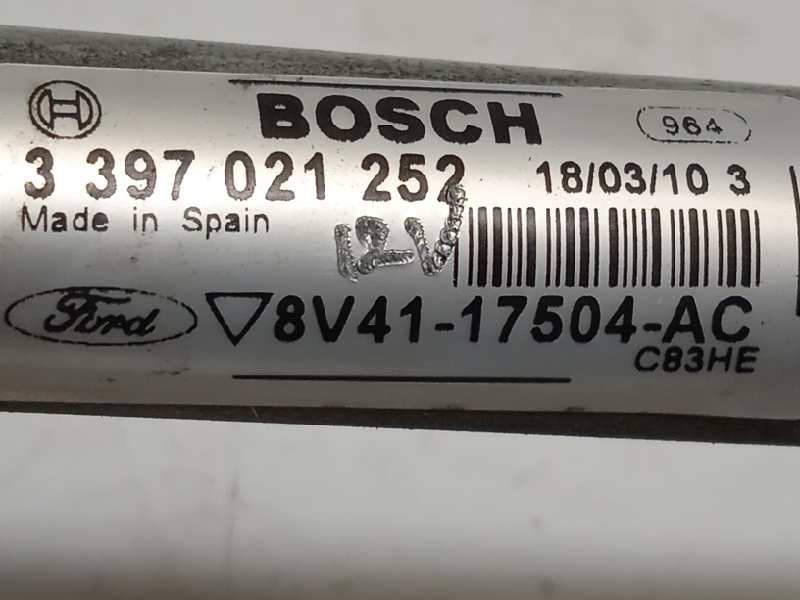 BOSCH 964
3 397 021 252 18/03/10 3
Made in Spain 12V
Ford 8V41-17504-AC
C83HE